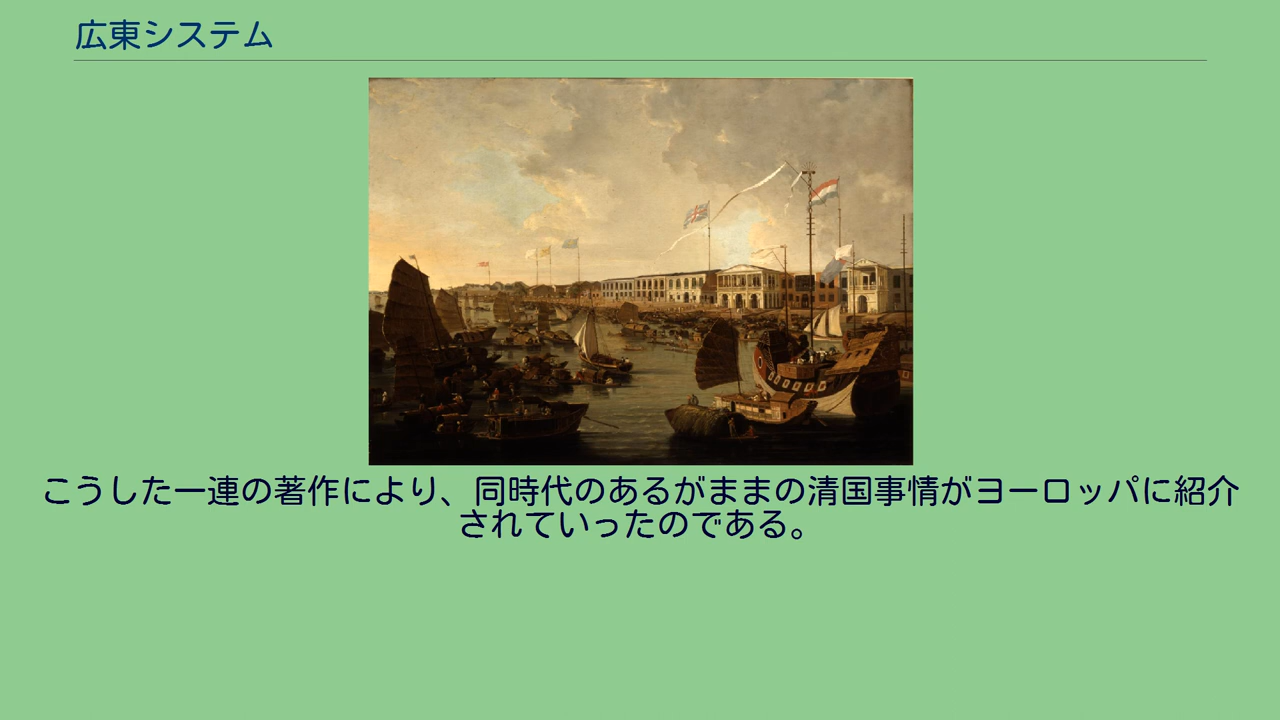 広東システム
こうした一連の著作により、同時代のあるがままの清国事情がヨーロッパに紹介
されていったのである。